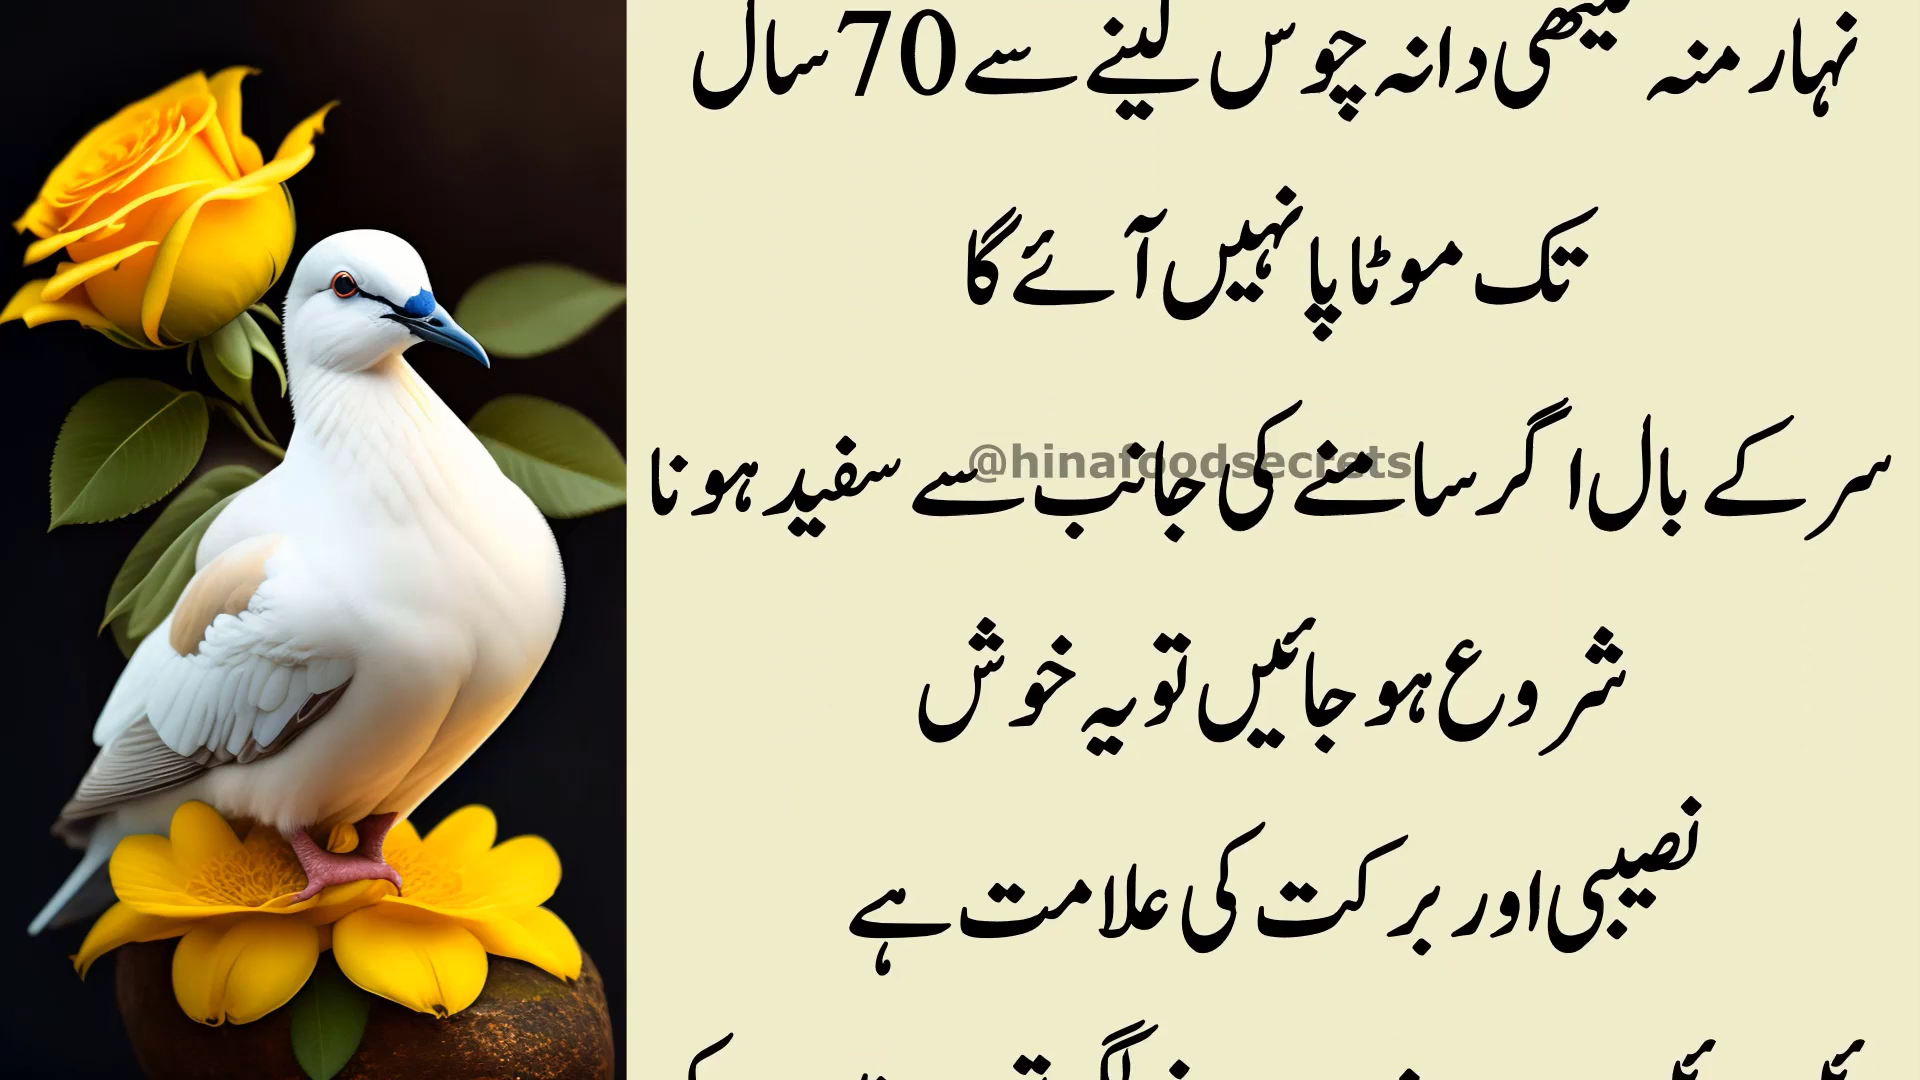 نہار منہ میتھی دانہ چوس لینے سے 70 سال
تک موٹاپا نہیں آئے گا
@hinafoodsecrets
سر کے بال اگر سامنے کی جانب سے سفید ہونا
شروع ہو جائیں تو یہ خوش
نصیبی اور برکت کی علامت ہے